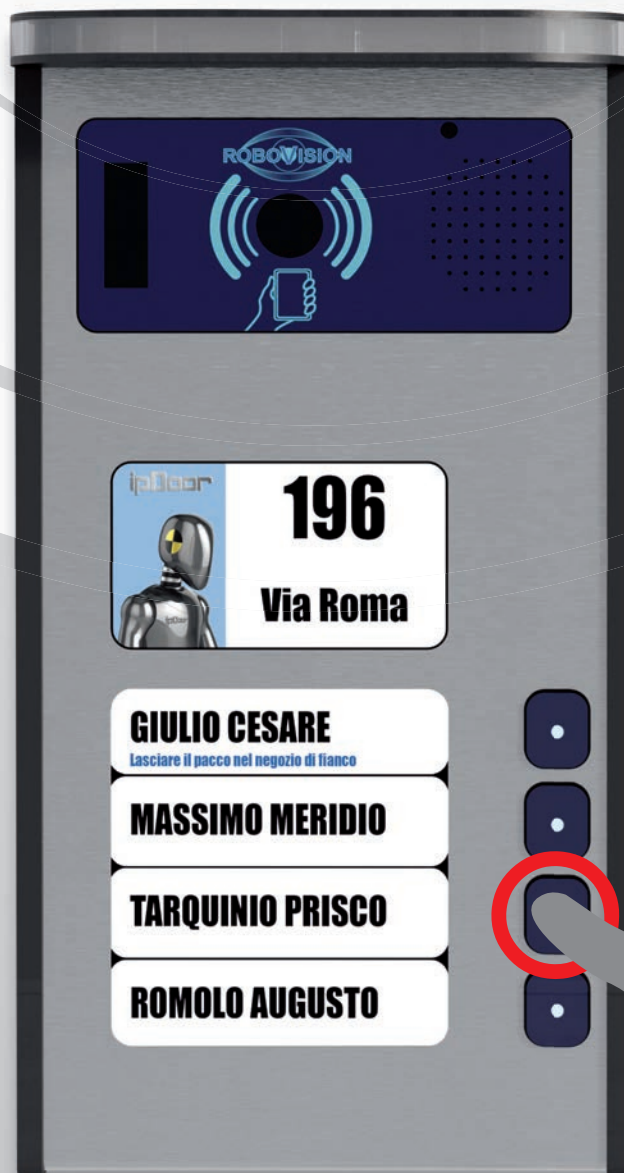 ROBOVISION
ipDoor
196
Via Roma
ipDoor
GIULIO CESARE
Lasciare il pacco nel negozio di fianco
MASSIMO MERIDIO
TARQUINIO PRISCO
ROMOLO AUGUSTO